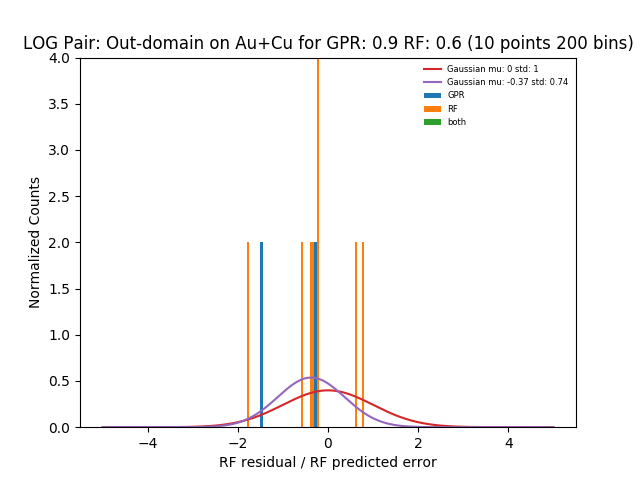 LOG Pair: Out-domain on Au+Cu for GPR: 0.9 RF: 0.6 (10 points 200 bins)
Gaussian mu: 0 std: 1
Gaussian mu: -0.37 std: 0.74
GPR
RF
both
Normalized Counts
4.0
3.5
3.0
2.5
2.0
1.5
1.0
0.5
0.0
−4
−2
0
2
4
RF residual / RF predicted error